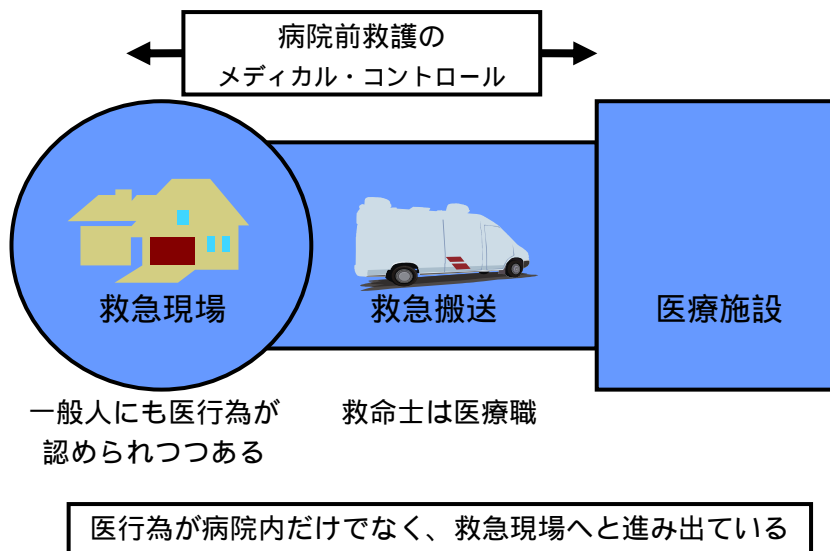 病院前救護の
メディカル・コントロール
救急現場
救急搬送
医療施設
一般人にも医行為が
認められつつある
救命士は医療職
医行為が病院内だけでなく、救急現場へと進み出ている